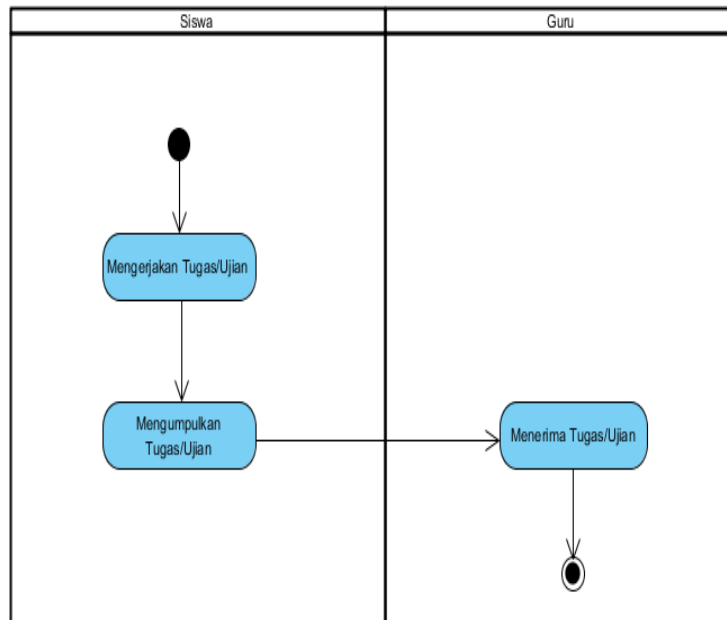 Siswa
Guru
Mengerjakan Tugas/Ujian
Mengumpulkan
Tugas/Ujian
Menerima Tugas/Ujian